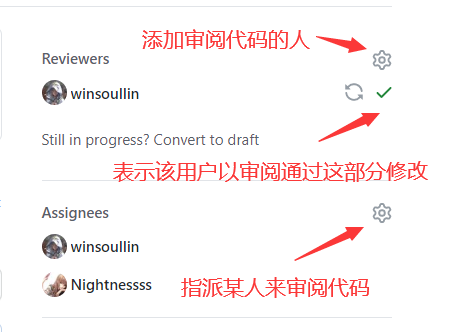 添加审阅代码的人
Reviewers
winsoullin
Still in progress? Convert to draft
表示该用户以审阅通过这部分修改
Assignees
winsoullin
Nightnessss
指派某人来审阅代码